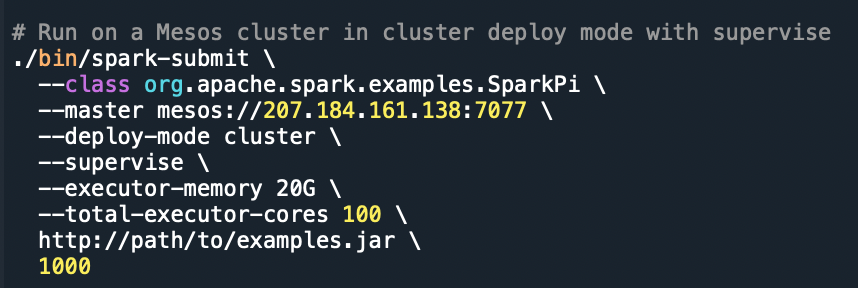 # Run on a Mesos cluster in cluster deploy mode with supervise
./bin/spark-submit \
  --class org.apache.spark.examples.SparkPi \
  --master mesos://207.184.161.138:7077 \
  --deploy-mode cluster \
  --supervise \
  --executor-memory 20G \
  --total-executor-cores 100 \
  http://path/to/examples.jar \
  1000